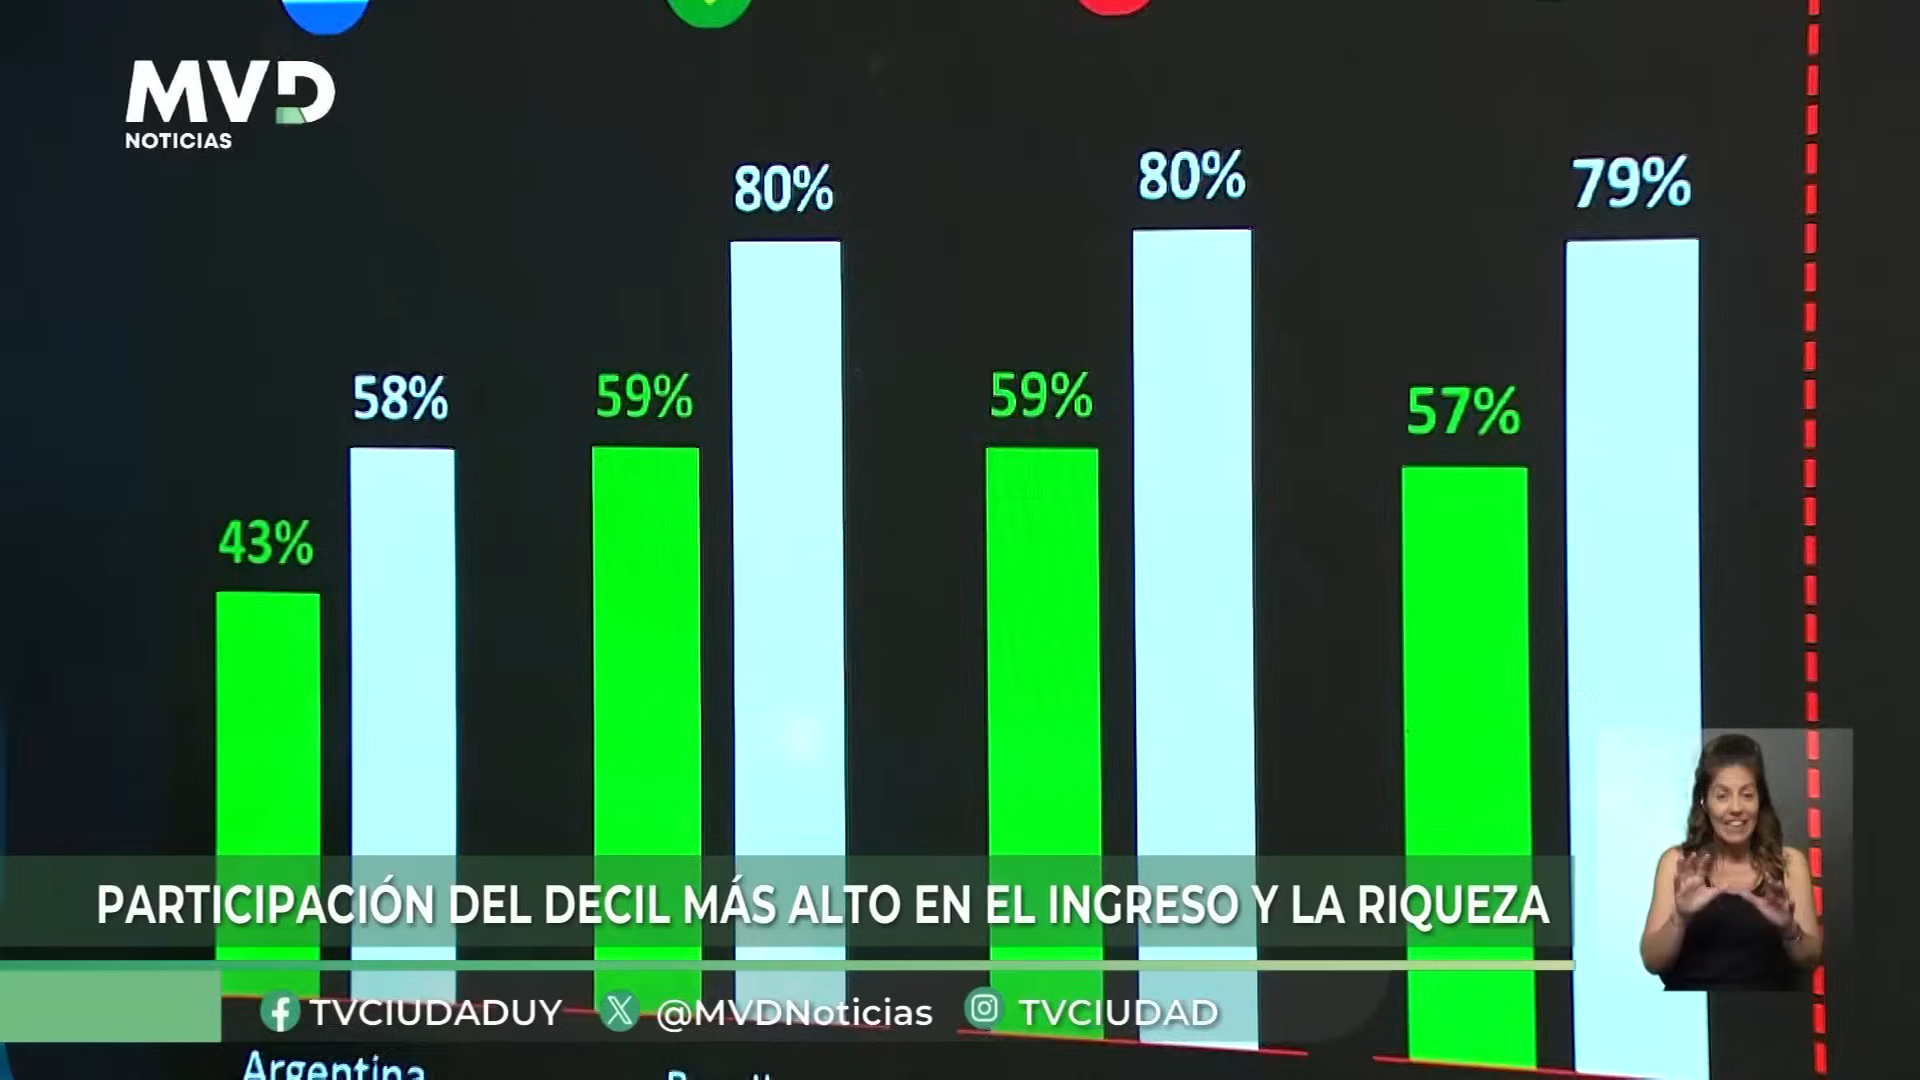 MVD
NOTICIAS
80%
80%
79%
58%
59%
59%
57%
43%
PARTICIPACIÓN DEL DECIL MÁS ALTO EN EL INGRESO Y LA RIQUEZA
TVCIUDADUY @MVDNoticias TVCIUDAD
Argentina